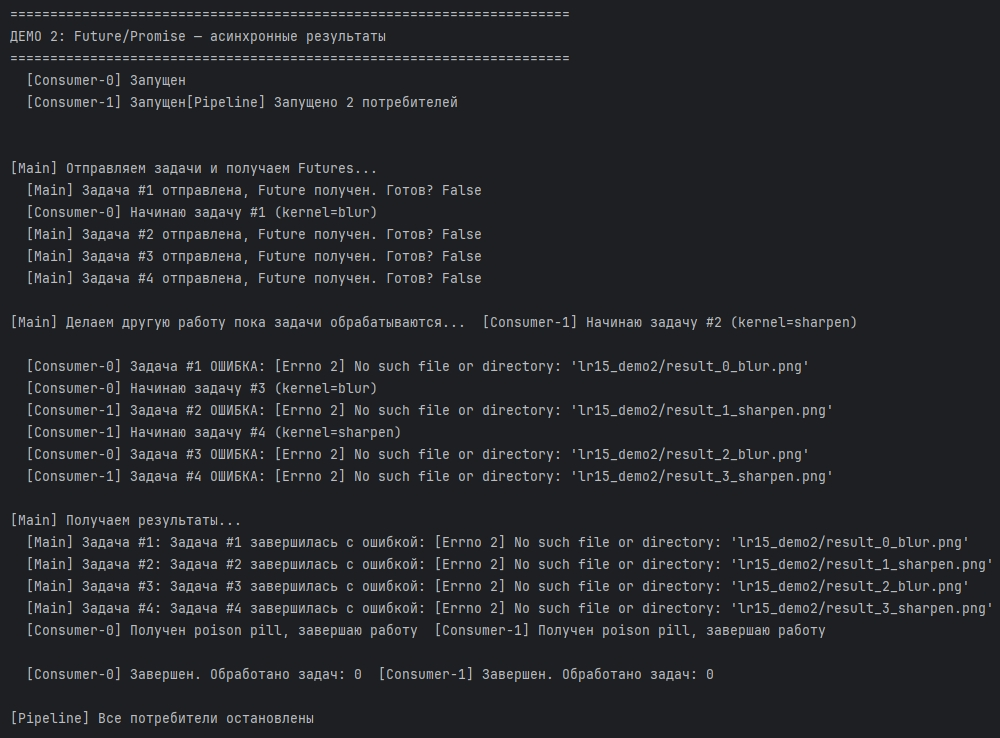 ======================================================================
ДЕМО 2: Future/Promise — асинхронные результаты
======================================================================
  [Consumer-0] Запущен
  [Consumer-1] Запущен[Pipeline] Запущено 2 потребителей
[Main] Отправляем задачи и получаем Futures...
  [Main] Задача #1 отправлена, Future получен. Готов? False
  [Consumer-0] Начинаю задачу #1 (kernel=blur)
  [Main] Задача #2 отправлена, Future получен. Готов? False
  [Main] Задача #3 отправлена, Future получен. Готов? False
  [Main] Задача #4 отправлена, Future получен. Готов? False
[Main] Делаем другую работу пока задачи обрабатываются...  [Consumer-1] Начинаю задачу #2 (kernel=sharpen)
  [Consumer-0] Задача #1 ОШИБКА: [Errno 2] No such file or directory: 'lr15_demo2/result_0_blur.png'
  [Consumer-0] Начинаю задачу #3 (kernel=blur)
  [Consumer-1] Задача #2 ОШИБКА: [Errno 2] No such file or directory: 'lr15_demo2/result_1_sharpen.png'
  [Consumer-1] Начинаю задачу #4 (kernel=sharpen)
  [Consumer-0] Задача #3 ОШИБКА: [Errno 2] No such file or directory: 'lr15_demo2/result_2_blur.png'
  [Consumer-1] Задача #4 ОШИБКА: [Errno 2] No such file or directory: 'lr15_demo2/result_3_sharpen.png'
[Main] Получаем результаты...
  [Main] Задача #1: Задача #1 завершилась с ошибкой: [Errno 2] No such file or directory: 'lr15_demo2/result_0_blur.png'
  [Main] Задача #2: Задача #2 завершилась с ошибкой: [Errno 2] No such file or directory: 'lr15_demo2/result_1_sharpen.png'
  [Main] Задача #3: Задача #3 завершилась с ошибкой: [Errno 2] No such file or directory: 'lr15_demo2/result_2_blur.png'
  [Main] Задача #4: Задача #4 завершилась с ошибкой: [Errno 2] No such file or directory: 'lr15_demo2/result_3_sharpen.png'
  [Consumer-0] Получен poison pill, завершаю работу  [Consumer-1] Получен poison pill, завершаю работу
  [Consumer-0] Завершен. Обработано задач: 0  [Consumer-1] Завершен. Обработано задач: 0
[Pipeline] Все потребители остановлены